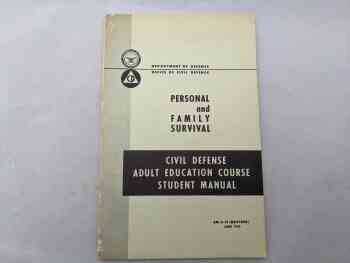 DEPARTMENT OF DEFENSE
OFFICE OF CIVIL DEFENSE
PERSONAL
and
FAMILY
SURVIVAL
CIVIL DEFENSE
ADULT EDUCATION COURSE
STUDENT MANUAL